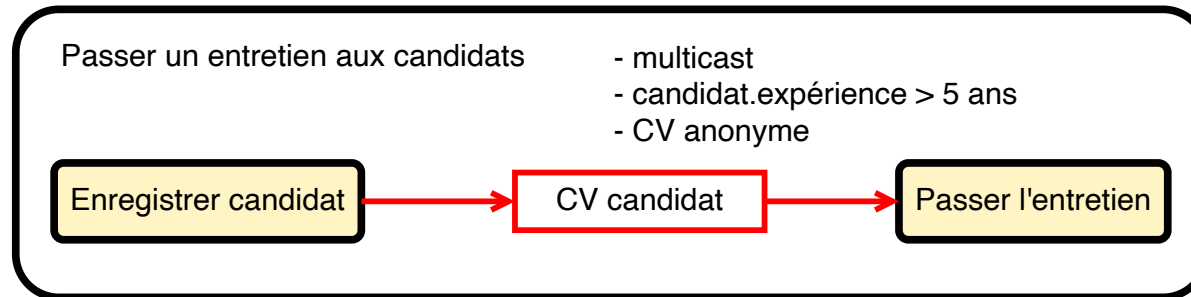 Passer un entretien aux candidats
- multicast
- candidat.expérience > 5 ans
- CV anonyme
Enregistrer candidat
CV candidat
Passer l'entretien